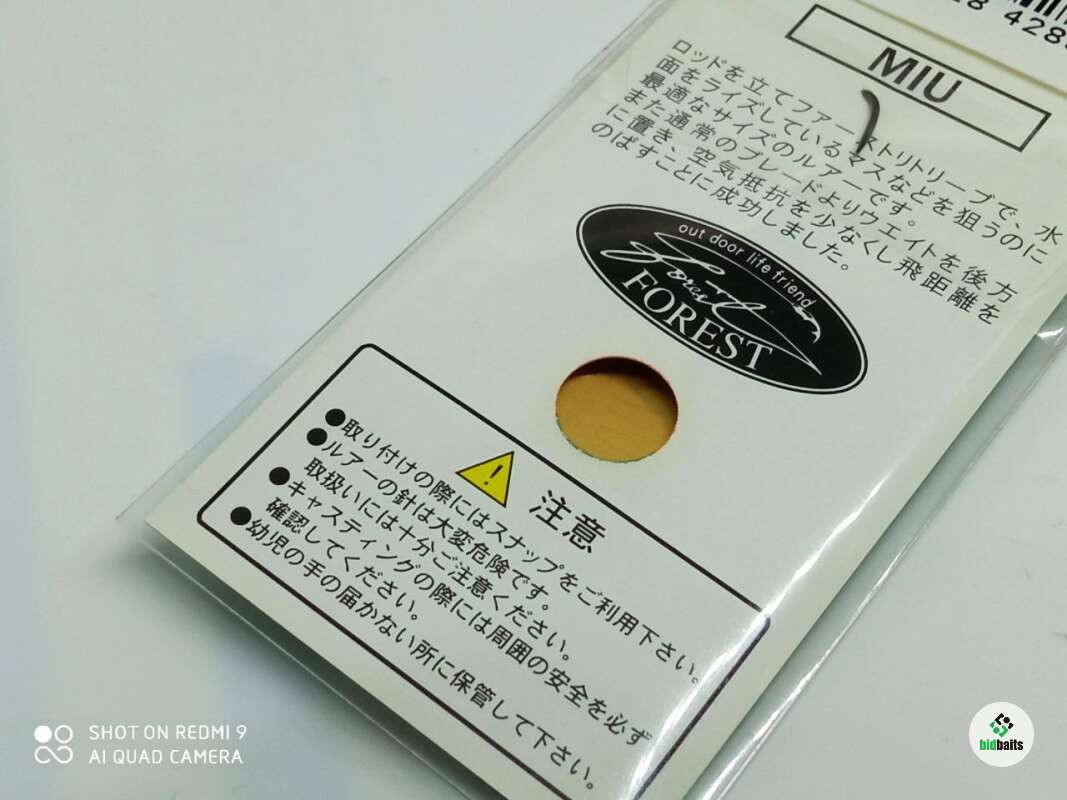 428
MIU
ロッドを立てファーストリトリーブで、水
面をライズしているマスなどを狙うのに
最適なサイズのルアーです。
また通常のブレードよりウエイトを後方
に置き、空気抵抗を少なくし飛距離を
のばすことに成功しました。
out door life friend
Forest
FOREST
注意
●取り付けの際にはスナップをご利用下さい。
●ルアーの針は大変危険です。
取扱いには十分ご注意ください。
●キャスティングの際には周囲の安全を必ず
確認してください。
●幼児の手の届かない所に保管して下さい。
SHOT ON REDMI 9
AI QUAD CAMERA
bidbaits